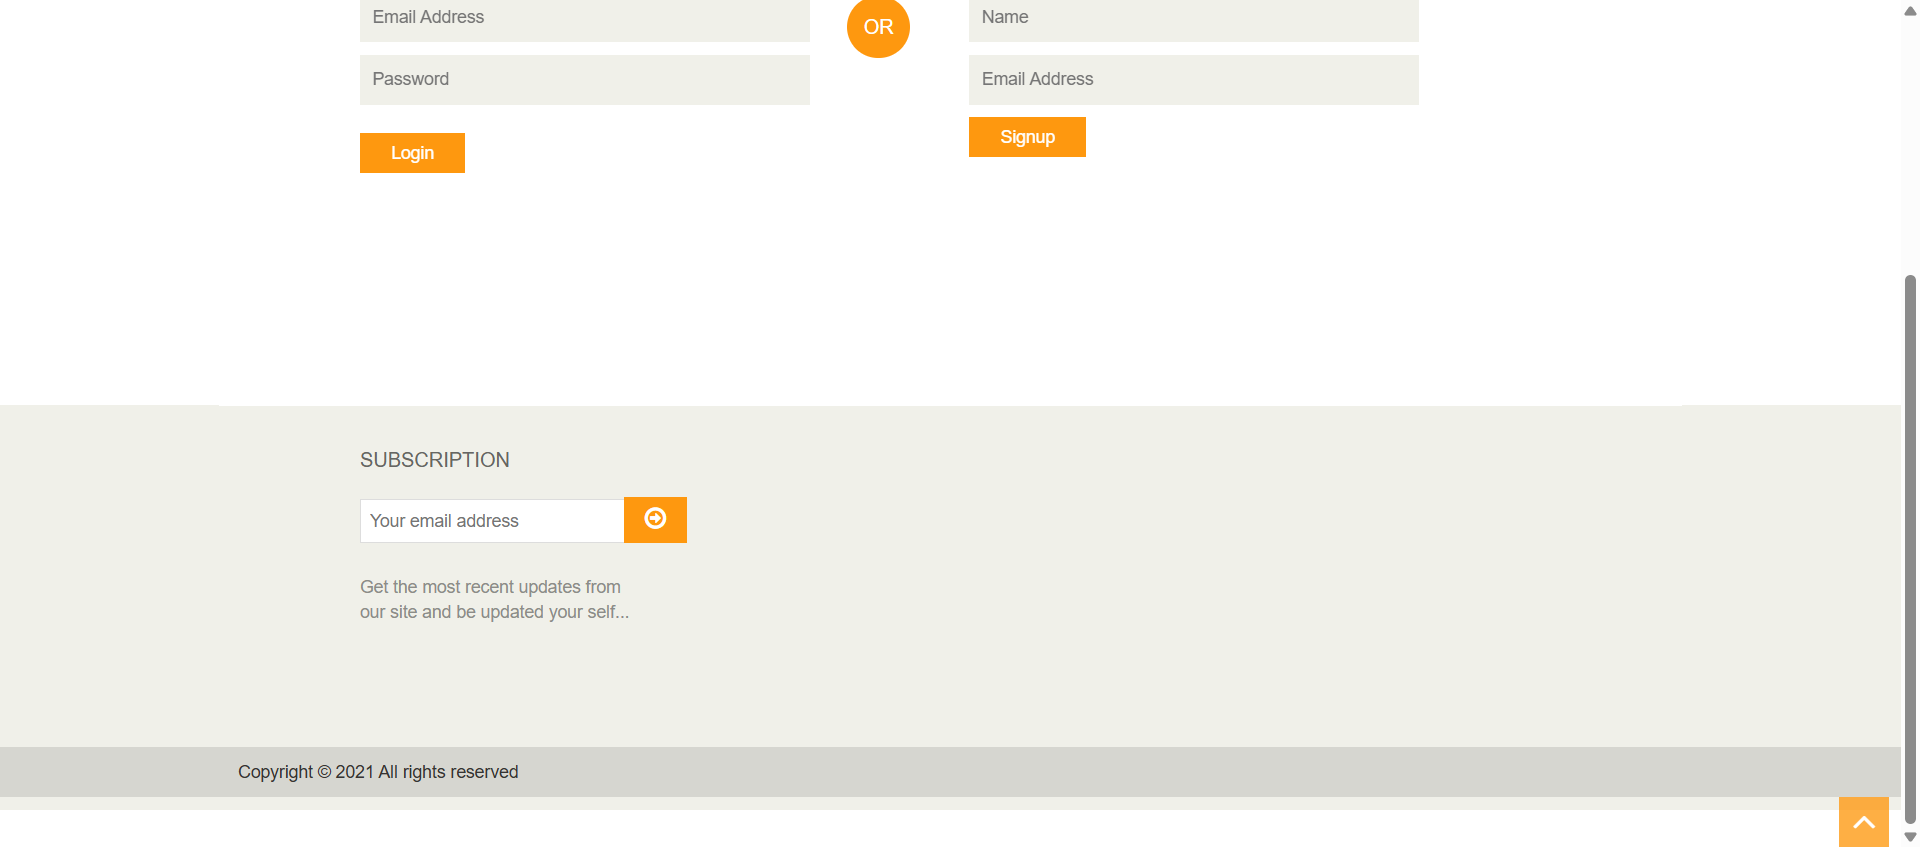 Email Address
Password
Login
OR
Name
Email Address
Signup
SUBSCRIPTION
Your email address
Get the most recent updates from
our site and be updated your self...
Copyright © 2021 All rights reserved